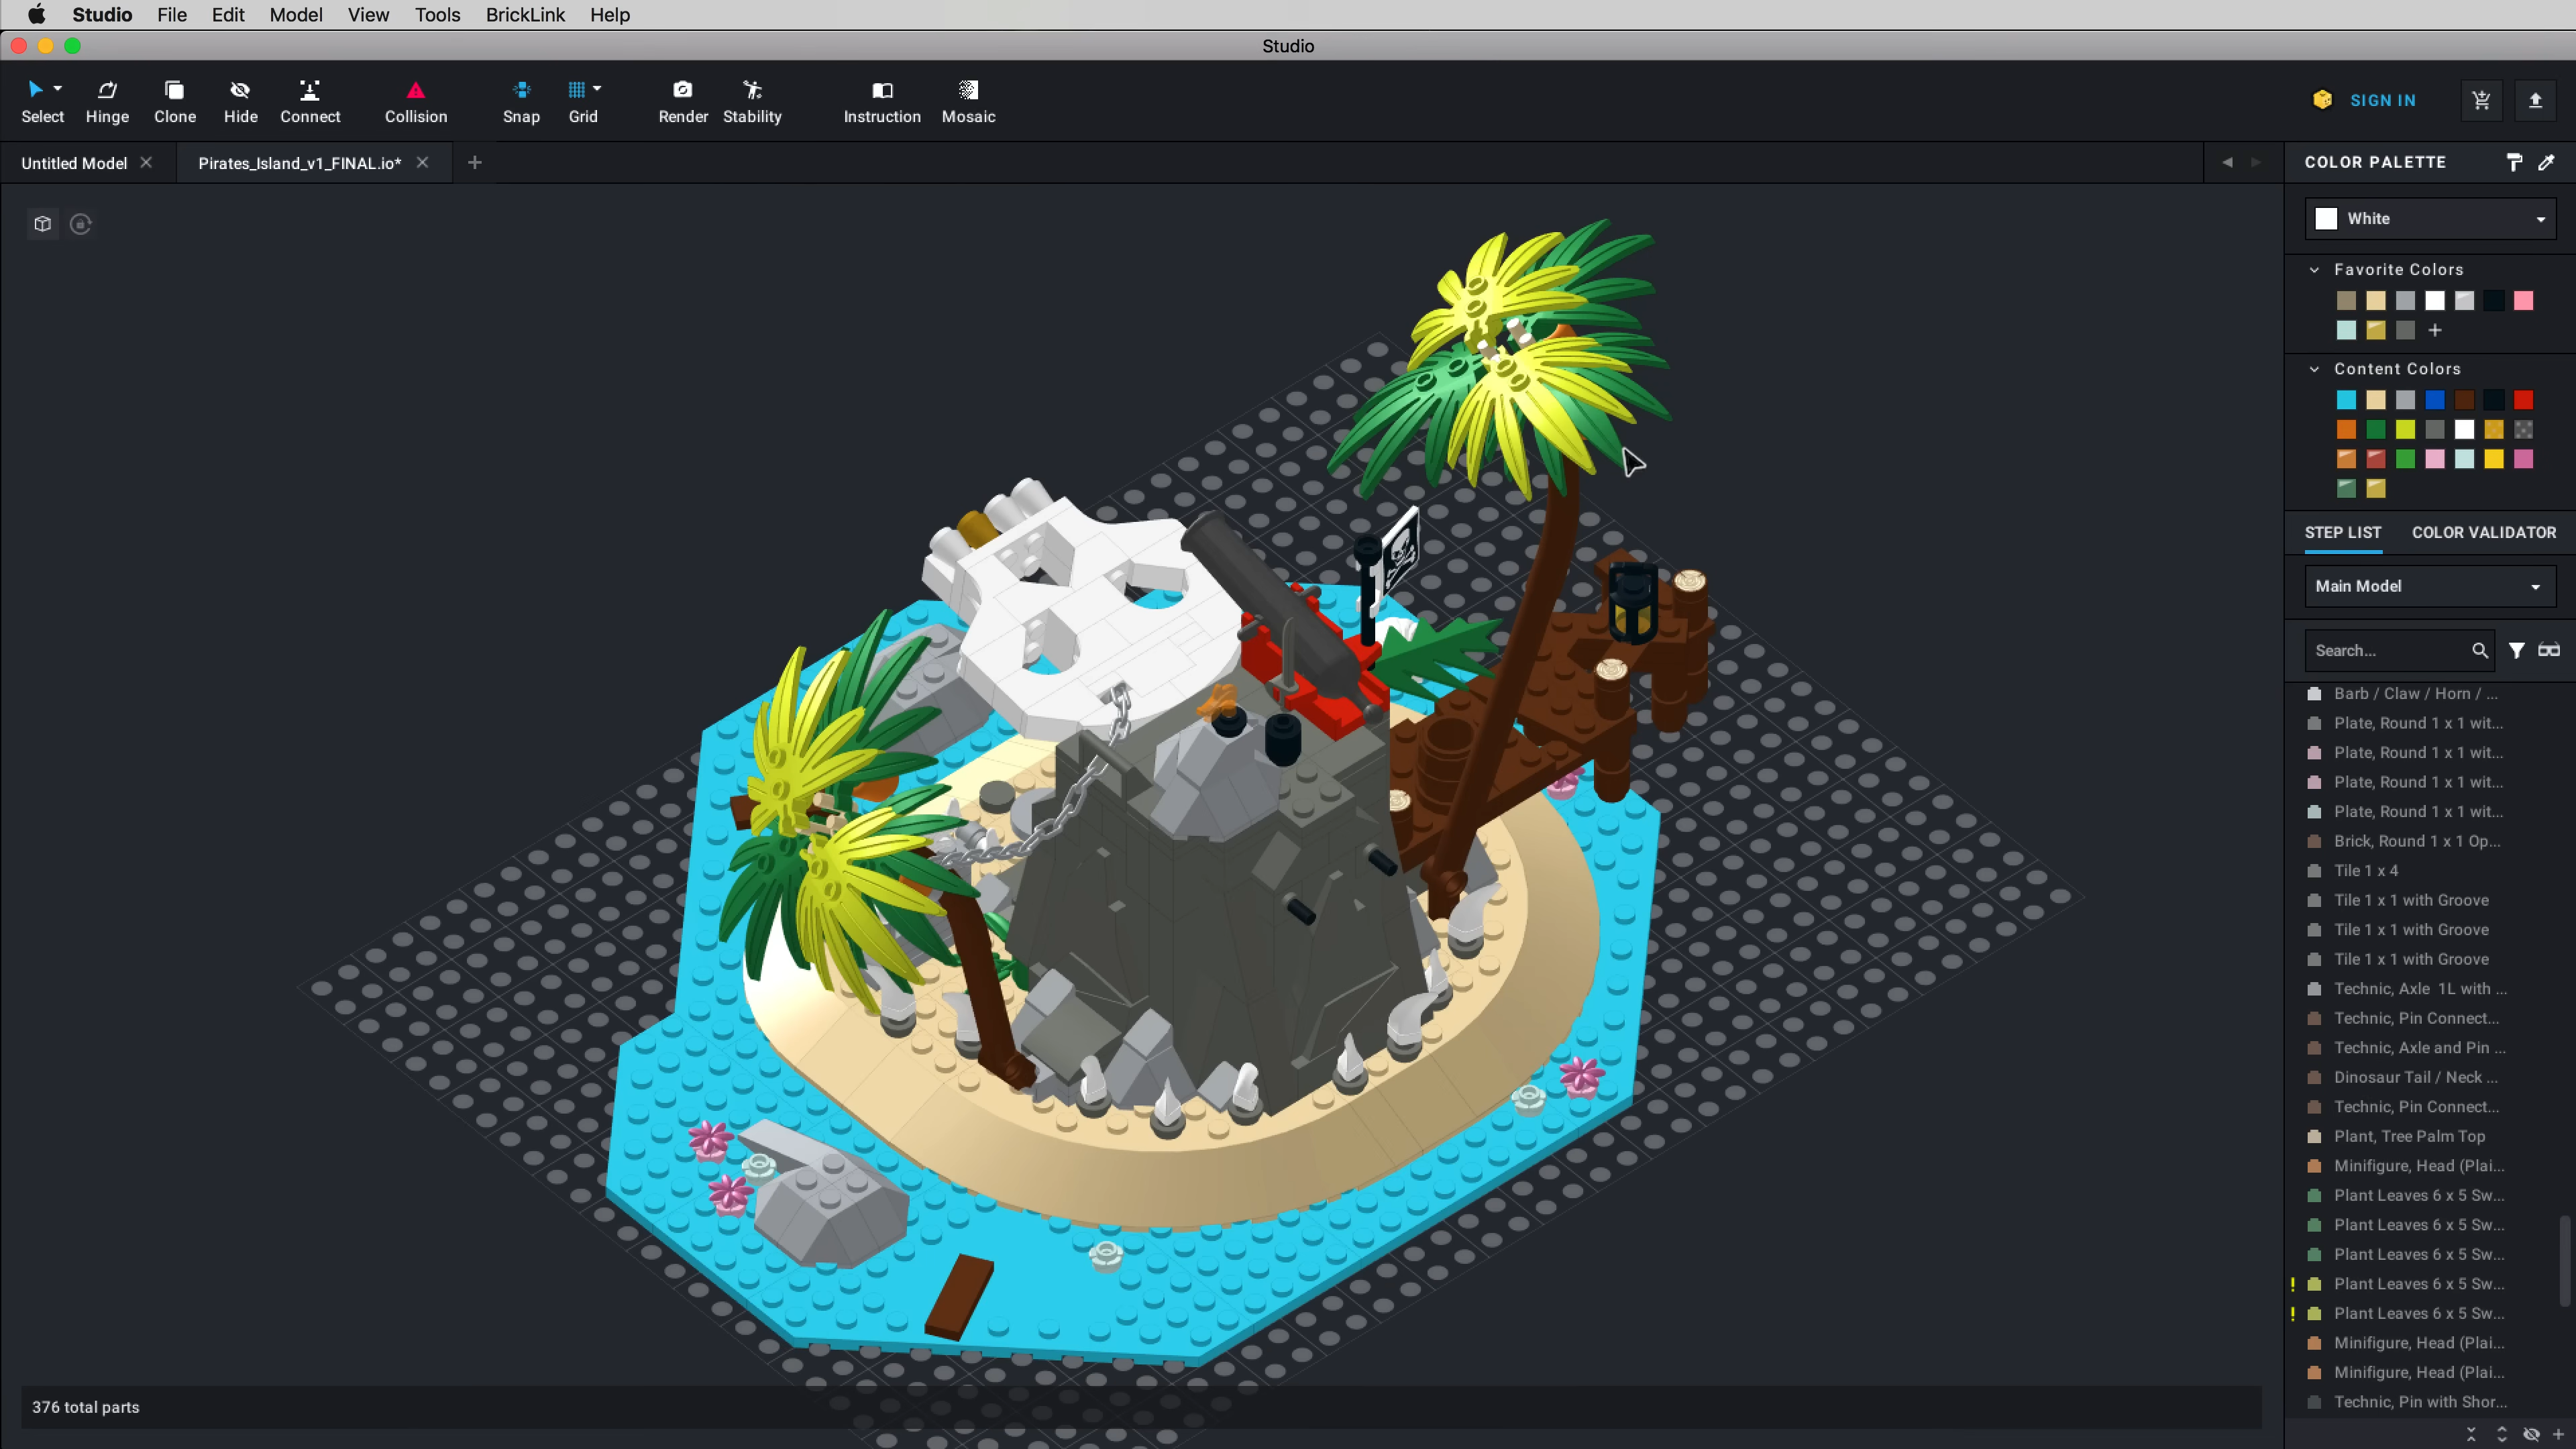 Studio File Edit Model View Tools BrickLink Help
Studio
Select Hinge Clone Hide Connect Collision Snap Grid Render Stability Instruction Mosaic SIGN IN
Untitled Model Pirates_Island_v1_FINAL.io* COLOR PALETTE
White
Favorite Colors
Content Colors
STEP LIST COLOR VALIDATOR
Main Model
Search...
Barb / Claw / Horn / ...
Plate, Round 1 x 1 wit...
Plate, Round 1 x 1 wit...
Plate, Round 1 x 1 wit...
Plate, Round 1 x 1 wit...
Brick, Round 1 x 1 Op...
Tile 1 x 4
Tile 1 x 1 with Groove
Tile 1 x 1 with Groove
Tile 1 x 1 with Groove
Technic, Axle 1L with ...
Technic, Pin Connect...
Technic, Axle and Pin ...
Dinosaur Tail / Neck ...
Technic, Pin Connect...
Plant, Tree Palm Top
Minifigure, Head (Plai...
Plant Leaves 6 x 5 Sw...
Plant Leaves 6 x 5 Sw...
Plant Leaves 6 x 5 Sw...
! Plant Leaves 6 x 5 Sw...
! Plant Leaves 6 x 5 Sw...
Minifigure, Head (Plai...
Minifigure, Head (Plai...
Technic, Pin with Shor...
376 total parts